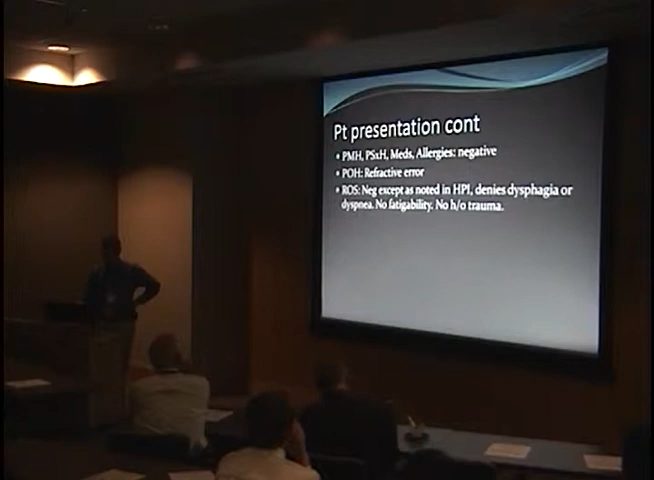 Pt presentation cont
• PMH, PSxH, Meds, Allergies: negative
• POH: Refractive error
• ROS: Neg except as noted in HPI, denies dysphagia or
dyspnea. No fatigability. No h/o trauma.